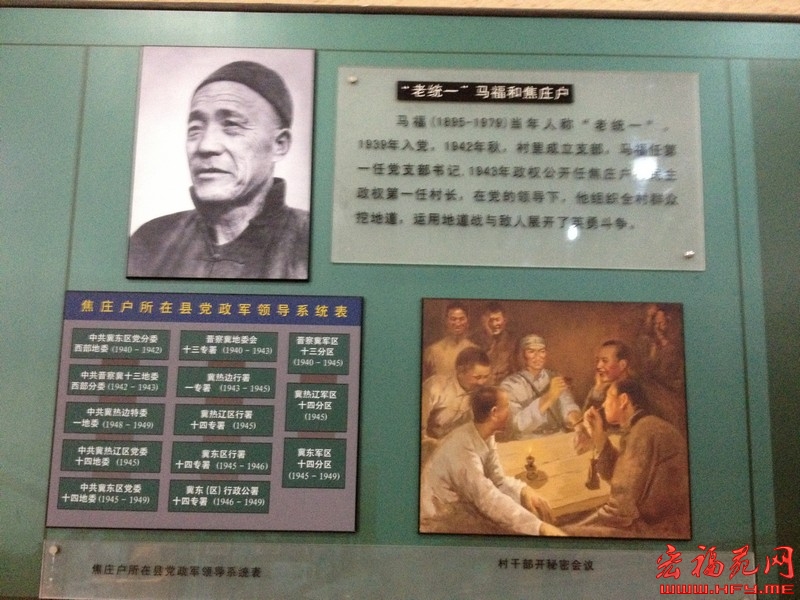 “老统一”马福和焦庄户
马福(1895-1979)当年人称“老统一”。
1939年入党，1942年秋，村里成立支部，马福任第
一任党支部书记。1943年政权公开任焦庄户主
政权第一任村长，在党的领导下，他组织全村群众
挖地道，运用地道战与敌人展开了英勇斗争。
焦庄户所在县党政军领导系统表
中共冀东区党分委
西部地委 (1940-1942)
晋察冀地委会
十三专署 (1940-1943)
晋察冀军区
十三分区
(1940-1945)
中共晋察冀十三地委
西部分委 (1942-1943)
冀热边行署
一专署 (1943-1945)
冀热辽军区
十四分区
(1945)
中共冀热边特委
一地委 (1948-1949)
冀热辽区行署
十四专署 (1945)
中共冀热辽区党委
十四地委 (1945)
冀东区行署
十四专署 (1945-1946)
冀东军区
十四分区
(1945-1949)
中共冀东区党委
十四地委 (1945-1949)
冀东(区)行政公署
十四专署 (1946-1949)
焦庄户所在县党政军领导系统表
村干部开秘密会议
宏福苑网
WWW.HFY.ME